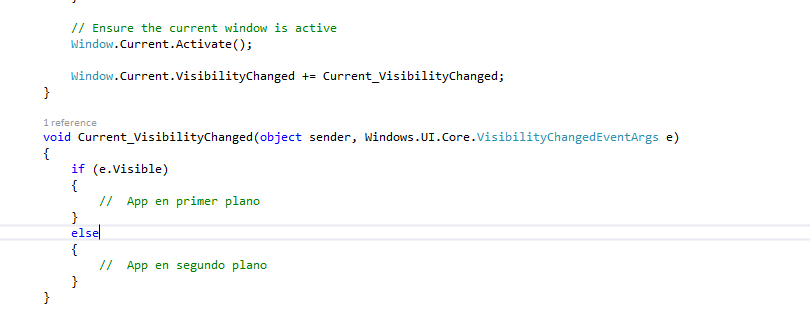 }
// Ensure the current window is active
Window.Current.Activate();
Window.Current.VisibilityChanged += Current_VisibilityChanged;
}
1 reference
void Current_VisibilityChanged(object sender, Windows.UI.Core.VisibilityChangedEventArgs e)
{
if (e.Visible)
{
//  App en primer plano
}
else
{
//  App en segundo plano
}
}